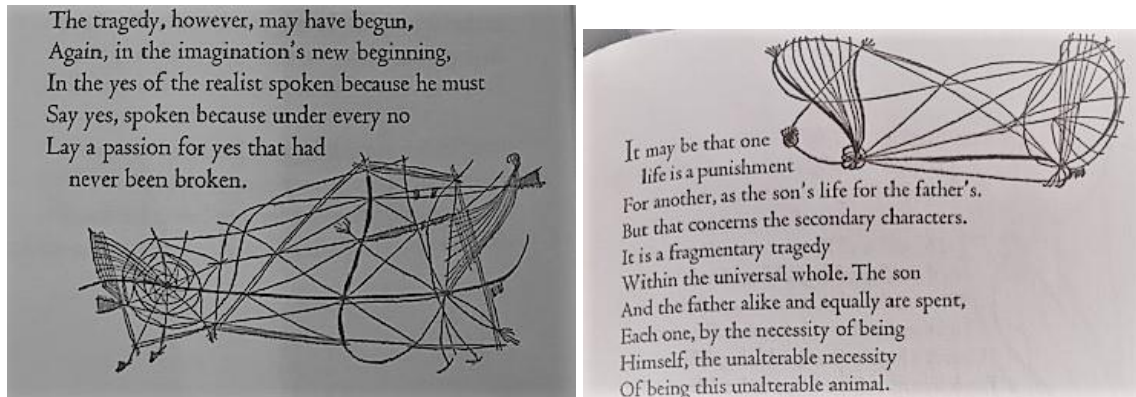 The tragedy, however, may have begun,
Again, in the imagination's new beginning,
In the yes of the realist spoken because he must
Say yes, spoken because under every no
Lay a passion for yes that had
never been broken.
It may be that one
life is a punishment
For another, as the son's life for the father's.
But that concerns the secondary characters.
It is a fragmentary tragedy
Within the universal whole. The son
And the father alike and equally are spent,
Each one, by the necessity of being
Himself, the unalterable necessity
Of being this unalterable animal.